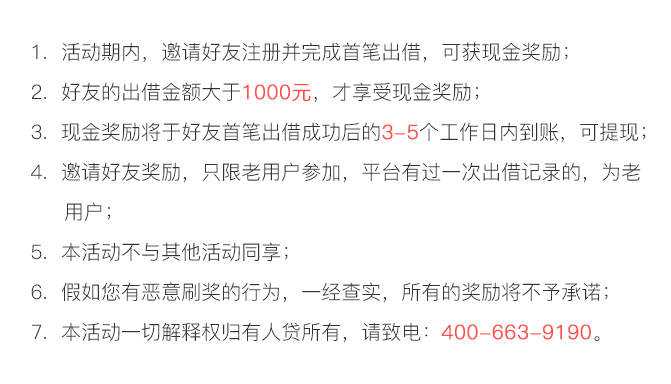 1. 活动期内，邀请好友注册并完成首笔出借，可获现金奖励；
2. 好友的出借金额大于1000元，才享受现金奖励；
3. 现金奖励将于好友首笔出借成功后的3-5个工作日内到账，可提现；
4. 邀请好友奖励，只限老用户参加，平台有过一次出借记录的，为老
用户；
5. 本活动不与其他活动同享；
6. 假如您有恶意刷奖的行为，一经查实，所有的奖励将不予承诺；
7. 本活动一切解释权归有人贷所有，请致电：400-663-9190。